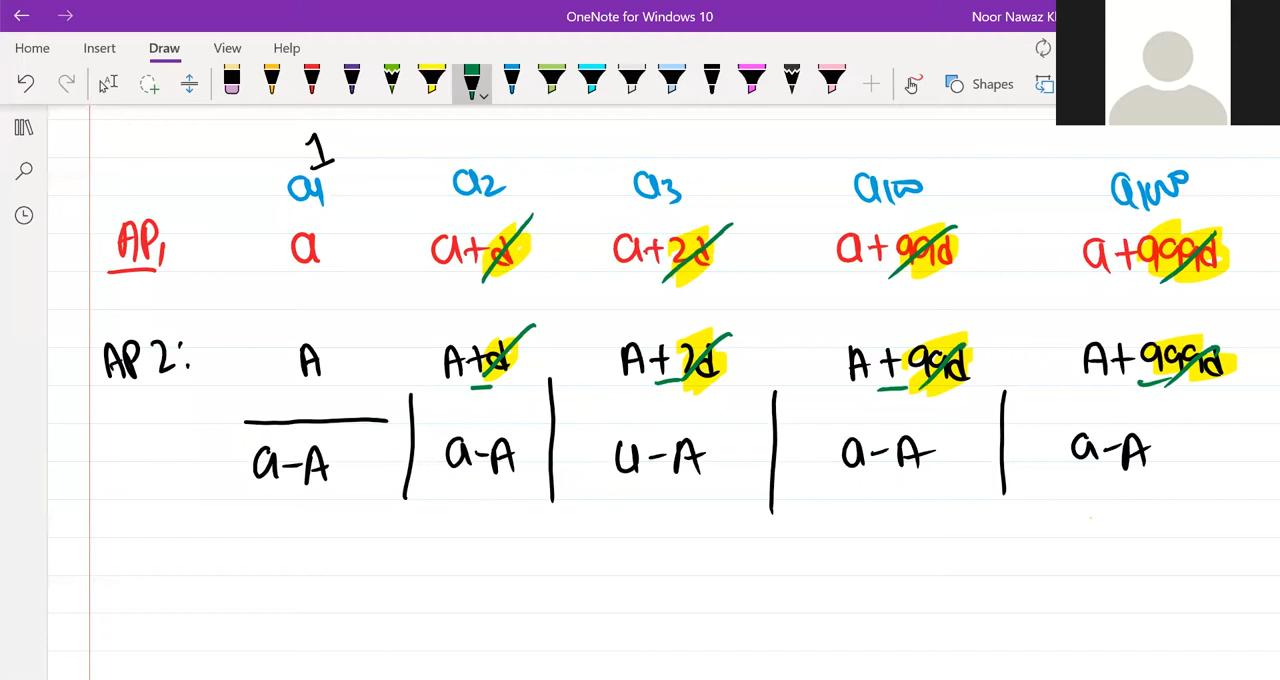 OneNote for Windows 10
Noor Nawaz Kh
Home Insert Draw View Help
Shapes
1
a1 a2 a3 a100 a1000
AP1 a a+d a+2d a+99d a+999d
AP2: A A+d A+2d A+99d A+999d
a-A a-A a-A a-A a-A